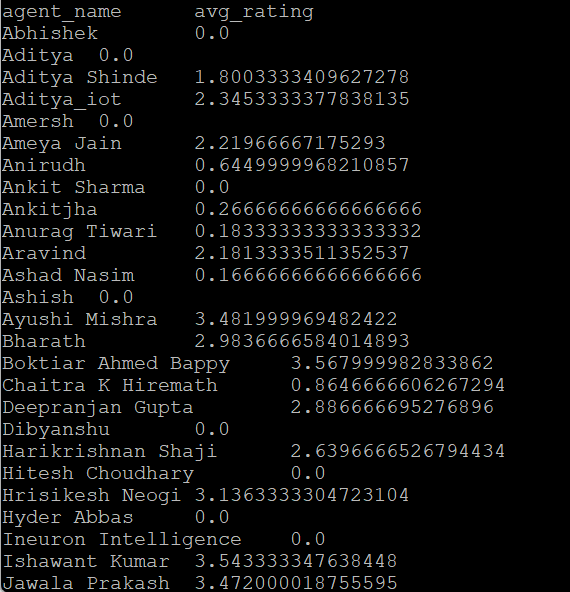 agent_name avg_rating
Abhishek 0.0
Aditya 0.0
Aditya Shinde 1.8003333409627278
Aditya_iot 2.3453333377838135
Amersh 0.0
Ameya Jain 2.21966667175293
Anirudh 0.6449999968210857
Ankit Sharma 0.0
Ankitjha 0.26666666666666666
Anurag Tiwari 0.18333333333333332
Aravind 2.1813333511352537
Ashad Nasim 0.16666666666666666
Ashish 0.0
Ayushi Mishra 3.481999969482422
Bharath 2.9836666584014893
Boktiar Ahmed Bappy 3.567999982833862
Chaitra K Hiremath 0.8646666606267294
Deepranjan Gupta 2.886666695276896
Dibyanshu 0.0
Harikrishnan Shaji 2.6396666526794434
Hitesh Choudhary 0.0
Hrisikesh Neogi 3.1363333304723104
Hyder Abbas 0.0
Ineuron Intelligence 0.0
Ishawant Kumar 3.543333347638448
Jawala Prakash 3.472000018755595